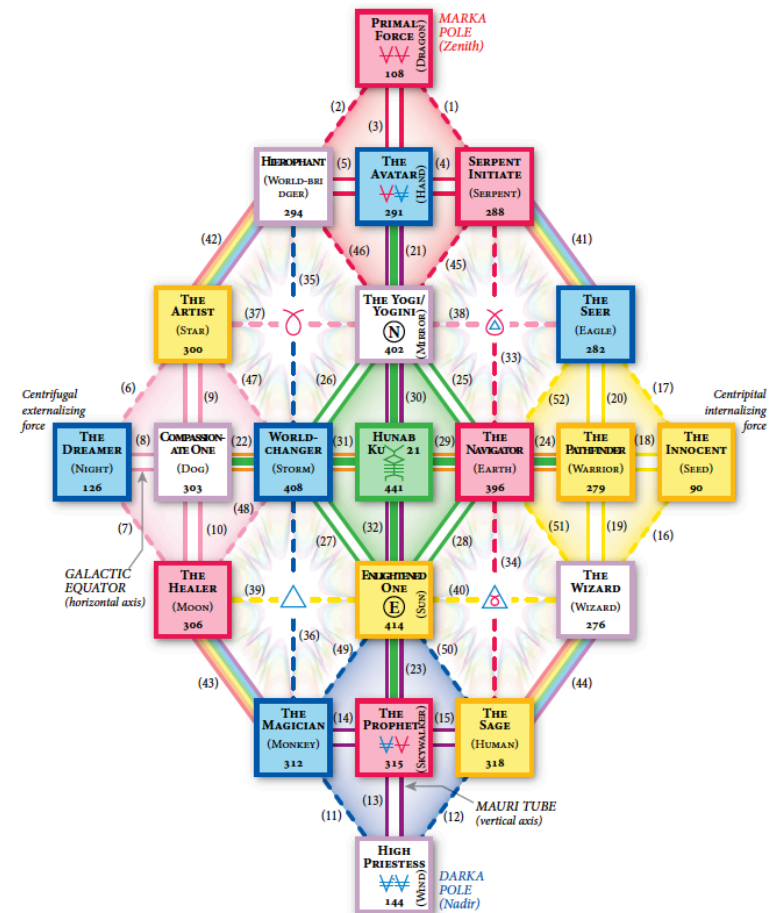 PRIMAL
FORCE
(DRAGON)
108
MARKA
POLE
(Zenith)
(2)
(1)
(3)
HIEROPHANT
(WORLD-BRI
DGER)
294
(5)
THE
AVATAR
(HAND)
291
(4)
SERPENT
INITIATE
(SERPENT)
288
(42)
(46)
(21)
(45)
(41)
(35)
THE
ARTIST
(STAR)
300
(37)
THE YOGI/
YOGINI
N
(MIRROR)
402
(38)
THE
SEER
(EAGLE)
282
(33)
Centrifugal
externalizing
force
(6)
(47)
(9)
(26)
(30)
(25)
(52)
(20)
(17)
Centripital
internalizing
force
THE
DREAMER
(NIGHT)
126
(8)
COMPASSION-
ATE ONE
(DOG)
303
(22)
WORLD-
CHANGER
(STORM)
408
(31)
HUNAB
KU 21
441
(29)
THE
NAVIGATOR
(EARTH)
396
(24)
THE
PATHFINDER
(WARRIOR)
279
(18)
THE
INNOCENT
(SEED)
90
(7)
(10)
(48)
(27)
(32)
(28)
(51)
(19)
(16)
(34)
GALACTIC
EQUATOR
(horizontal axis)
THE
HEALER
(MOON)
306
(39)
ENLIGHTENED
ONE
E
(SUN)
414
(40)
THE
WIZARD
(WIZARD)
276
(36)
(43)
(49)
(23)
(50)
(44)
THE
MAGICIAN
(MONKEY)
312
(14)
THE
PROPHET
(SKYWALKER)
315
(15)
THE
SAGE
(HUMAN)
318
(11)
(13)
(12)
MAURI TUBE
(vertical axis)
HIGH
PRIESTESS
(WIND)
144
DARKA
POLE
(Nadir)